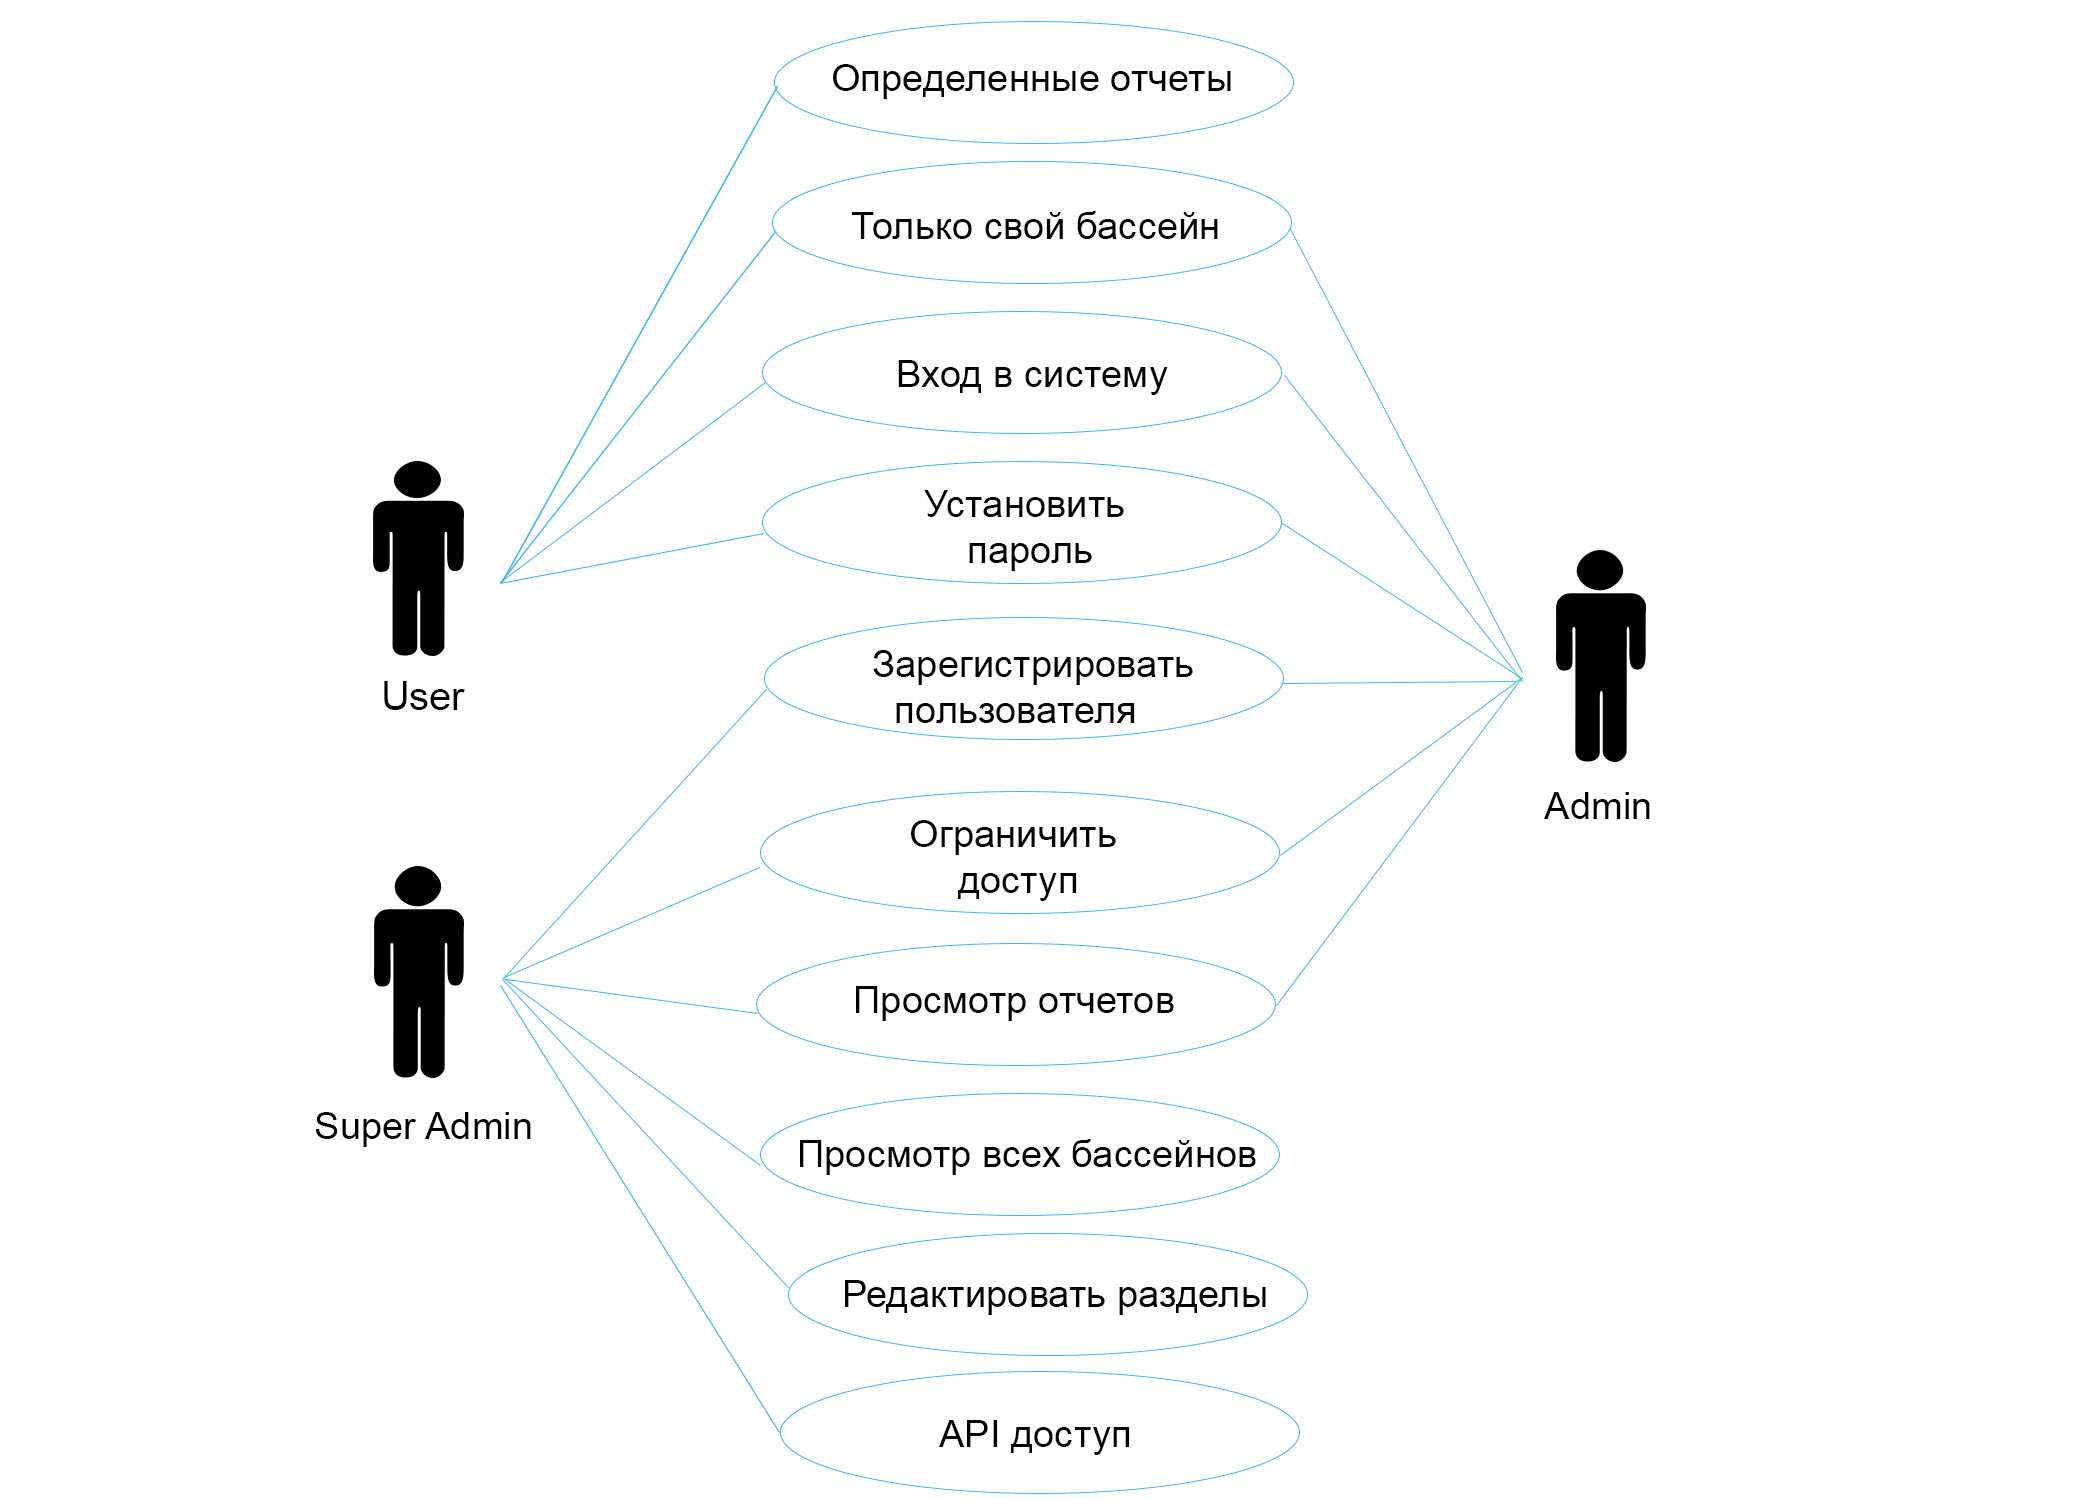 Определенные отчеты
Только свой бассейн
Вход в систему
Установить
пароль
User
Зарегистрировать
пользователя
Admin
Ограничить
доступ
Просмотр отчетов
Super Admin
Просмотр всех бассейнов
Редактировать разделы
API доступ